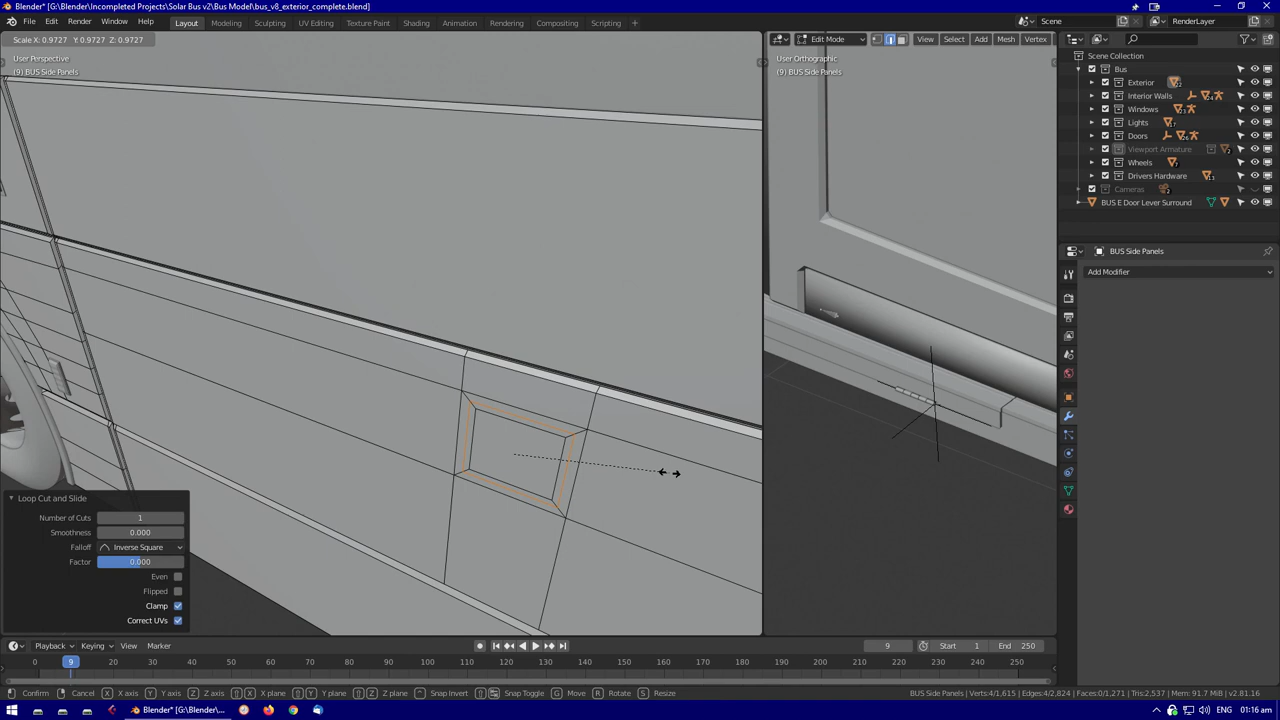 Blender* [G:\Blender\Incompleted Projects\Solar Bus v2\Bus Model\bus_v8_exterior_complete.blend]
File Edit Render Window Help Layout Modeling Sculpting UV Editing Texture Paint Shading Animation Rendering Compositing Scripting Scene RenderLayer
Scale X: 0.9727 Y: 0.9727 Z: 0.9727
Edit Mode View Select Add Mesh Vertex
User Perspective
(9) BUS Side Panels
User Orthographic
(9) BUS Side Panels
Scene Collection
Bus
Exterior
Interior Walls
Windows
Lights
Doors
Viewport Armature
Wheels
Drivers Hardware
Cameras
BUS E Door Lever Surround
BUS Side Panels
Add Modifier
Loop Cut and Slide
Number of Cuts 1
Smoothness 0.000
Falloff Inverse Square
Factor 0.000
Even
Flipped
Clamp
Correct UVs
Playback Keying View Marker 9 Start 1 End 250
0 9 20 30 40 50 60 70 80 90 100 110 120 130 140 150 160 170 180 190 200 210 220 230 240 250
Confirm Cancel X X axis Y Y axis Z Z axis X X plane Y Y plane Z Z plane Snap Invert Snap Toggle G Move R Rotate S Resize BUS Side Panels | Verts:4/1,615 | Edges:4/2,824 | Faces:0/1,271 | Tris:2,537 | Mem: 91.7 MiB | v2.81.16
Blender* [G:\Blender\... ENG 01:16 am